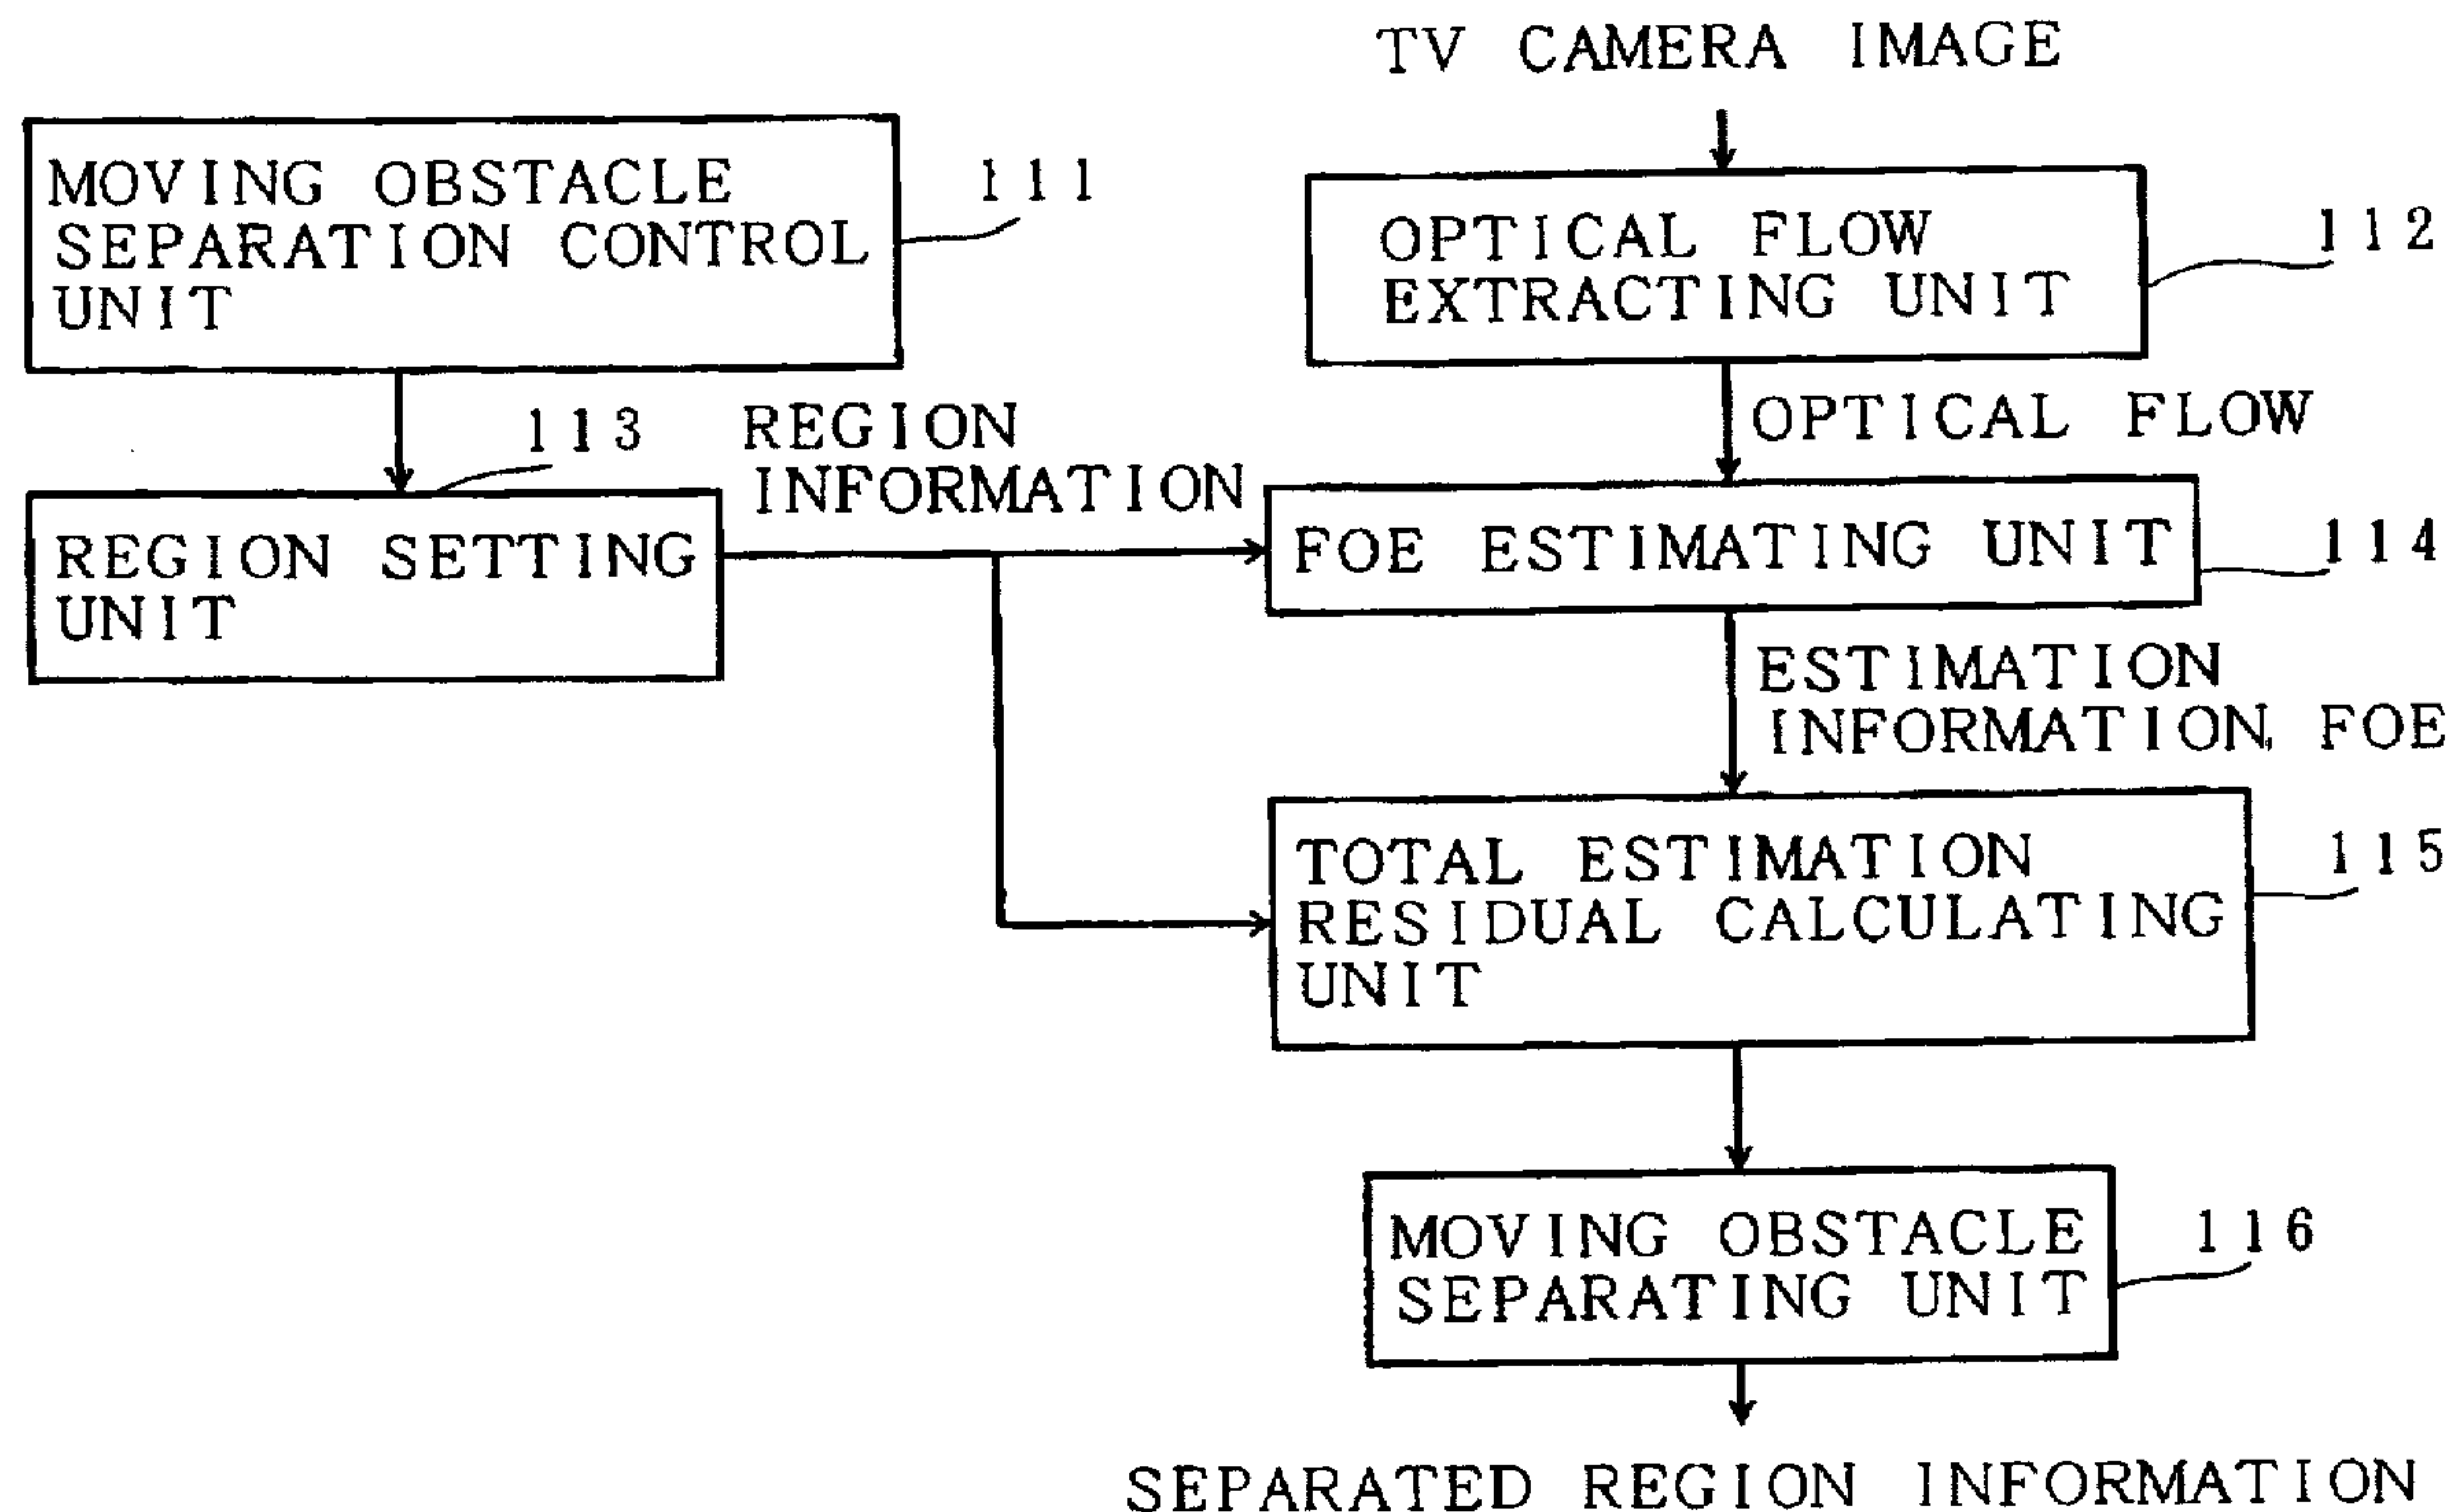 TV CAMERA IMAGE
MOVING OBSTACLE
SEPARATION CONTROL
UNIT
111
OPTICAL FLOW
EXTRACTING UNIT
112
OPTICAL FLOW
113
REGION
INFORMATION
REGION SETTING
UNIT
FOE ESTIMATING UNIT
114
ESTIMATION
INFORMATION FOE
TOTAL ESTIMATION
RESIDUAL CALCULATING
UNIT
115
MOVING OBSTACLE
SEPARATING UNIT
116
SEPARATED REGION INFORMATION